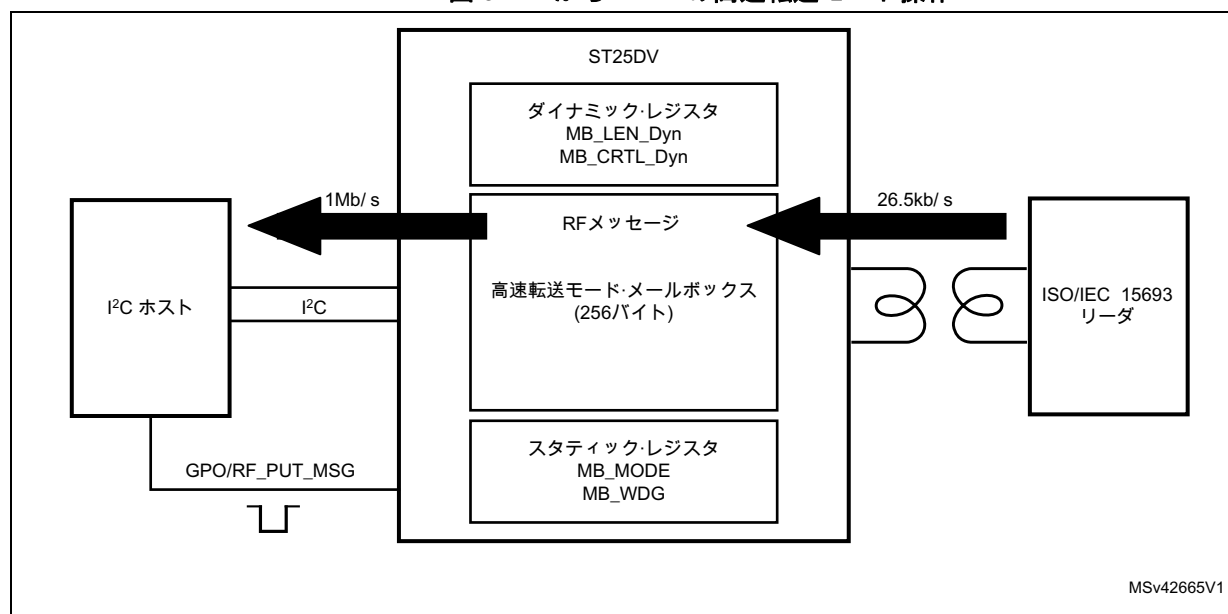 ST25DV
ダイナミック·レジスタ
MB_LEN_Dyn
MB_CRTL_Dyn
1Mb/ s
26.5kb/ s
RFメッセージ
高速転送モード·メールボックス
(256バイト)
I²C ホスト
I²C
ISO/IEC 15693
リーダ
スタティック·レジスタ
MB_MODE
MB_WDG
GPO/RF_PUT_MSG
MSv42665V1